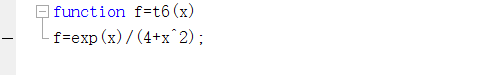 function f=t6(x)
f=exp(x)/(4+x^2);